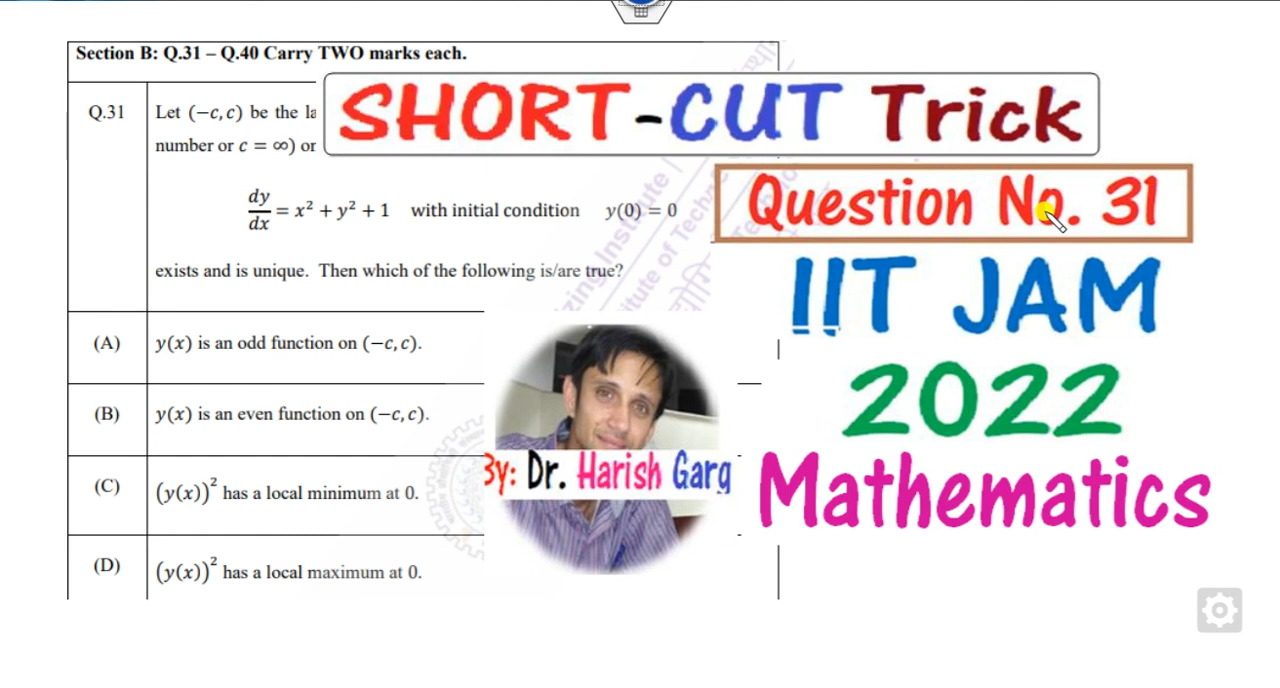 Section B: Q.31 – Q.40 Carry TWO marks each.
SHORT-CUT Trick
Q.31 Let (−c, c) be the la
number or c = ∞) or
Question No. 31
dy/dx = x² + y² + 1 with initial condition y(0) = 0
exists and is unique. Then which of the following is/are true?
IIT JAM
2022
Mathematics
(A) y(x) is an odd function on (−c, c).
(B) y(x) is an even function on (−c, c).
(C) (y(x))² has a local minimum at 0.
(D) (y(x))² has a local maximum at 0.
By: Dr. Harish Garg